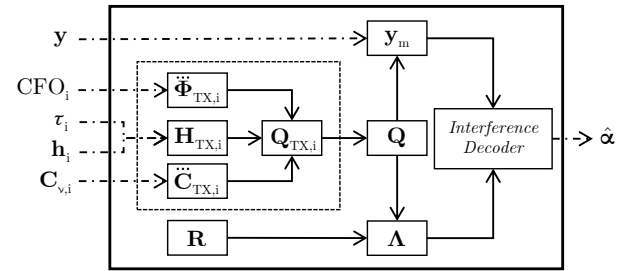 y
y_m
CFO_i
Φ̈_TX,i
τ_i
h_i
H_TX,i
Q_TX,i
Q
Interference
Decoder
α̂
C_ν,i
C̈_TX,i
R
Λ